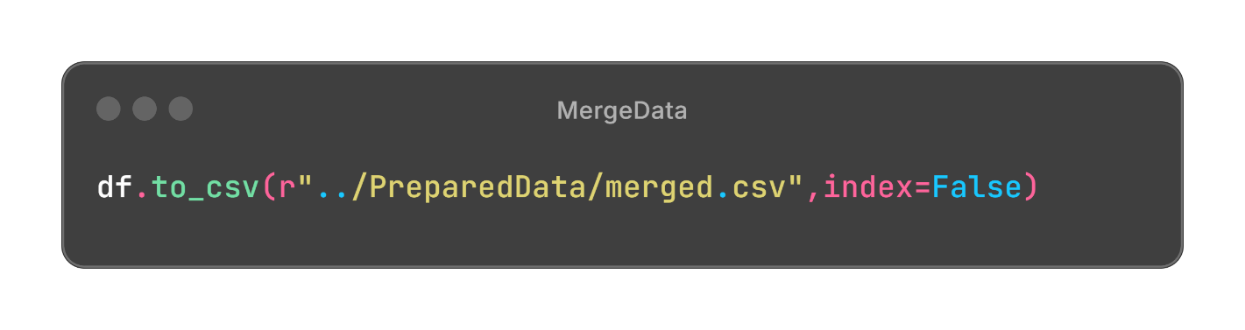 MergeData
df.to_csv(r"../PreparedData/merged.csv",index=False)